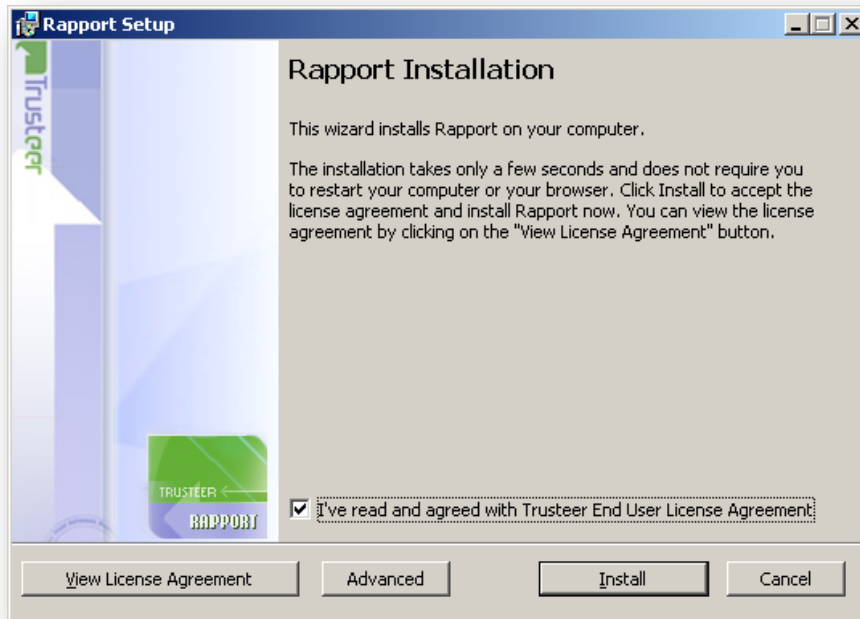 Rapport Setup
Trusteer
Rapport Installation
This wizard installs Rapport on your computer.
The installation takes only a few seconds and does not require you
to restart your computer or your browser. Click Install to accept the
license agreement and install Rapport now. You can view the license
agreement by clicking on the "View License Agreement" button.
TRUSTEER
RAPPORT
I've read and agreed with Trusteer End User License Agreement
View License Agreement
Advanced
Install
Cancel